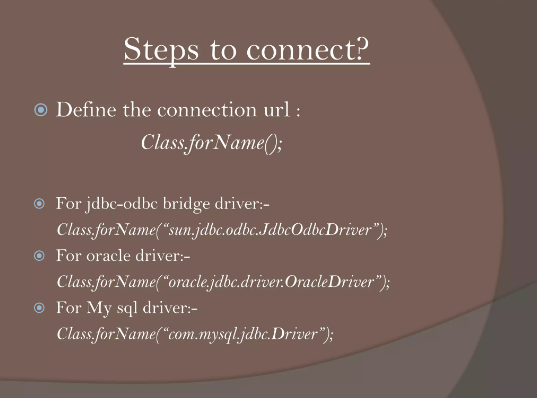 Steps to connect?
Define the connection url :
Class.forName();
For jdbc-odbc bridge driver:-
Class.forName(“sun.jdbc.odbc.JdbcOdbcDriver”);
For oracle driver:-
Class.forName(“oracle.jdbc.driver.OracleDriver”);
For My sql driver:-
Class.forName(“com.mysql.jdbc.Driver”);